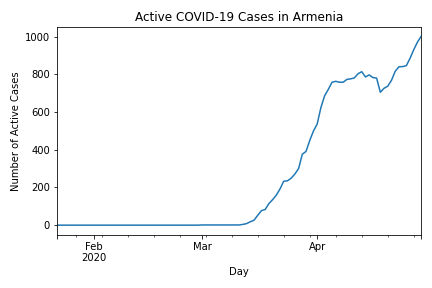 Active COVID-19 Cases in Armenia
Number of Active Cases
1000
800
600
400
200
0
Feb
2020
Mar
Apr
Day